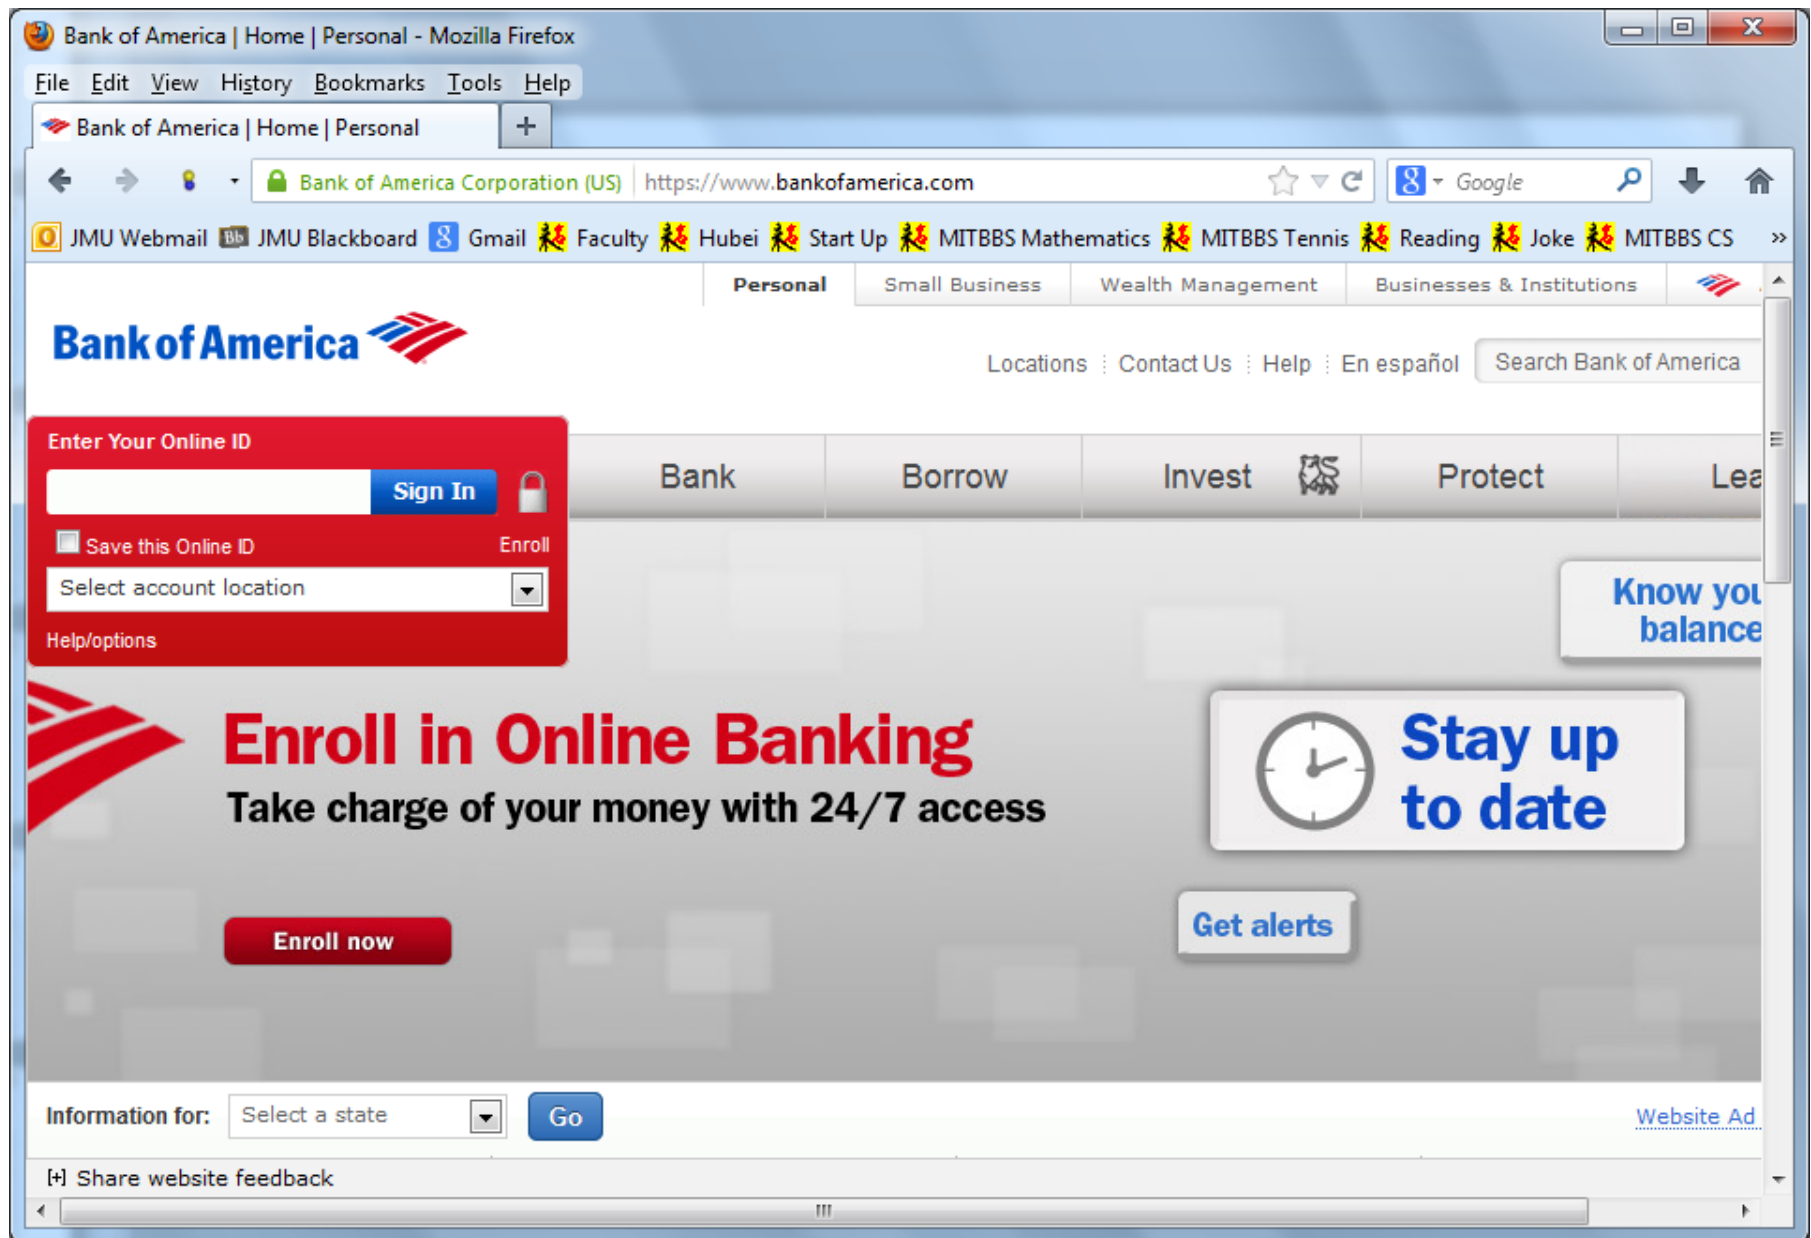 Bank of America | Home | Personal - Mozilla Firefox
File Edit View History Bookmarks Tools Help
Bank of America | Home | Personal +
Bank of America Corporation (US) https://www.bankofamerica.com Google
JMU Webmail Bb JMU Blackboard Gmail Faculty Hubei Start Up MITBBS Mathematics MITBBS Tennis Reading Joke MITBBS CS »
Personal Small Business Wealth Management Businesses & Institutions
Bank of America
Locations Contact Us Help En español Search Bank of America
Enter Your Online ID
Sign In
Bank Borrow Invest Protect Lea
Save this Online ID Enroll
Select account location
Help/options
Know you
balance
Enroll in Online Banking
Take charge of your money with 24/7 access
Stay up
to date
Get alerts
Enroll now
Information for: Select a state Go
Website Ad
[+] Share website feedback